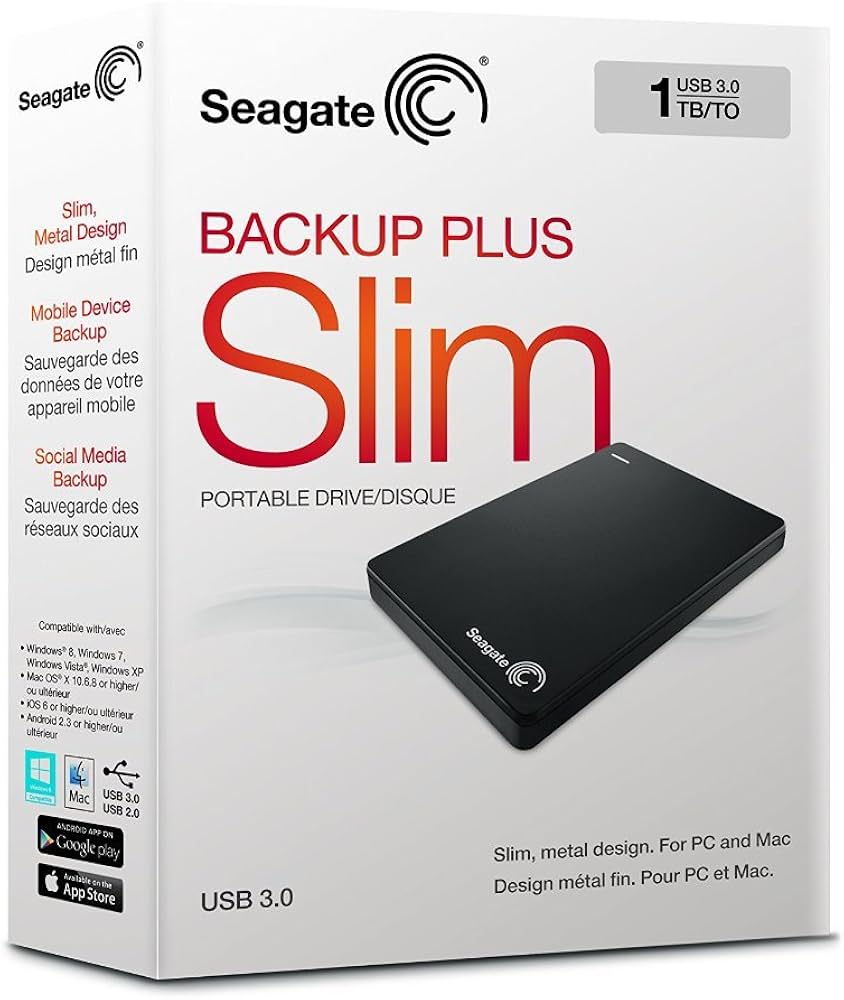 Seagate
Slim,
Metal Design
Design métal fin
Mobile Device
Backup
Sauvegarde des
données de votre
appareil mobile
Social Media
Backup
Sauvegarde des
réseaux sociaux
Compatible with/avec
• Windows® 8, Windows 7,
Windows Vista®, Windows XP
• Mac OS® X 10.6.8 or higher/
ou ultérieur
• iOS 6 or higher/ou ultérieur
• Android 2.3 or higher/ou
ultérieur
Windows 8
Compatible
Mac
USB 3.0
USB 2.0
ANDROID APP ON
Google play
Available on the
App Store
Seagate®
1 USB 3.0
TB/TO
BACKUP PLUS
Slim
PORTABLE DRIVE/DISQUE
Seagate
Slim, metal design. For PC and Mac
Design métal fin. Pour PC et Mac.
USB 3.0